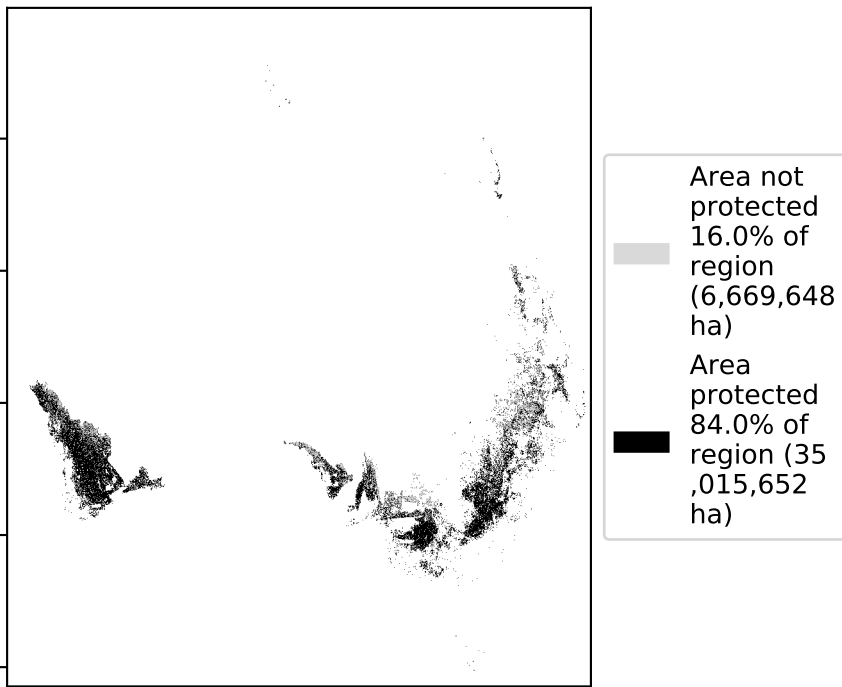 Area not
protected
16.0% of
region
(6,669,648
ha)
Area
protected
84.0% of
region (35
,015,652
ha)